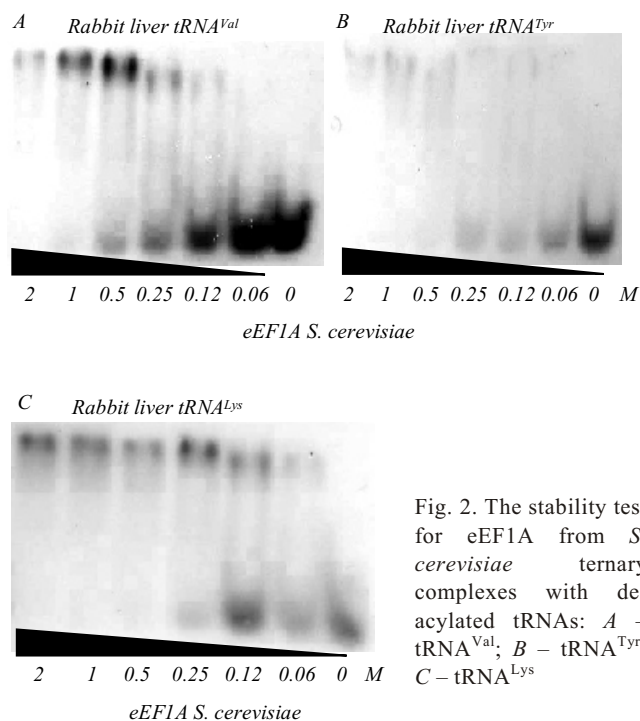 A Rabbit liver tRNAVal
2 1 0.5 0.25 0.12 0.06 0
B Rabbit liver tRNATyr
2 1 0.5 0.25 0.12 0.06 0 M
eEF1A S. cerevisiae
C Rabbit liver tRNALys
2 1 0.5 0.25 0.12 0.06 0 M
eEF1A S. cerevisiae
Fig. 2. The stability test
for eEF1A from S.
cerevisiae ternary
complexes with de
acylated tRNAs: A –
tRNAVal; B – tRNATyr
C – tRNALys